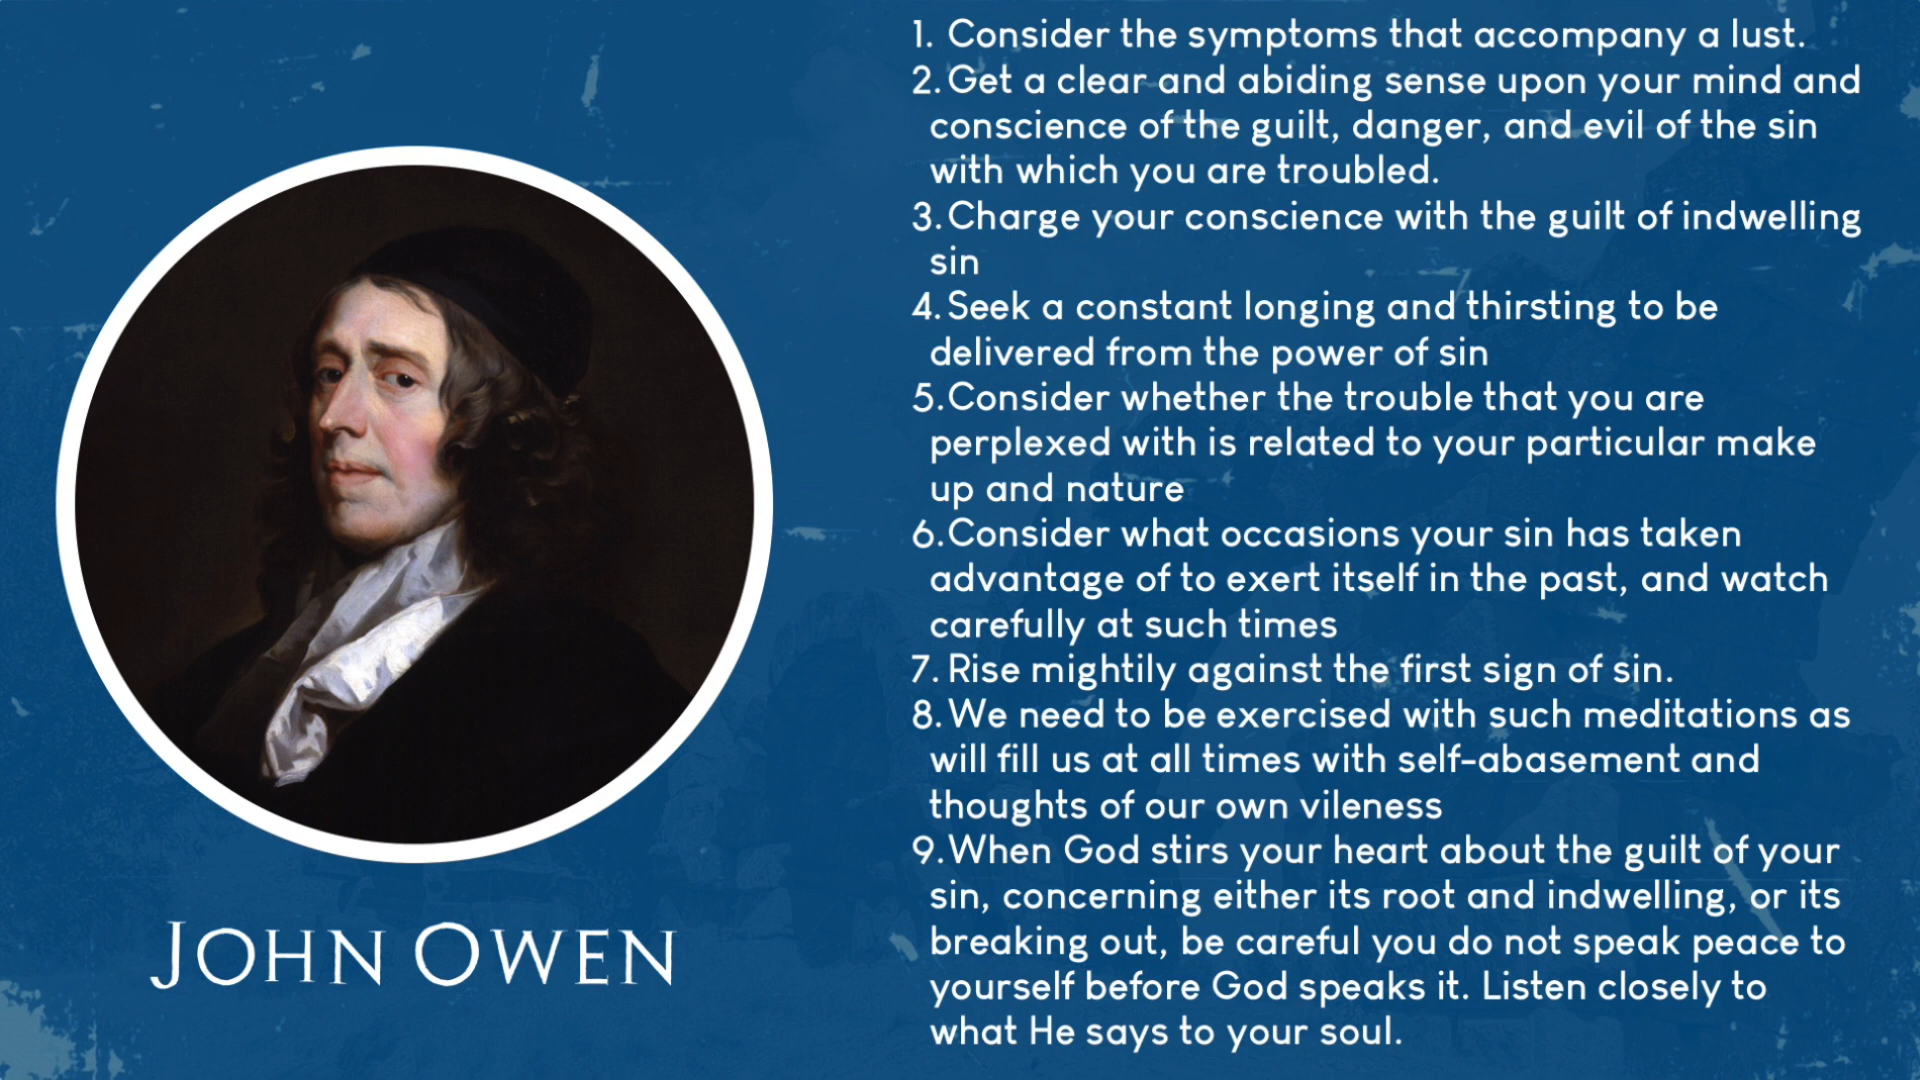 1. Consider the symptoms that accompany a lust.
2. Get a clear and abiding sense upon your mind and
conscience of the guilt, danger, and evil of the sin
with which you are troubled.
3. Charge your conscience with the guilt of indwelling
sin
4. Seek a constant longing and thirsting to be
delivered from the power of sin
5. Consider whether the trouble that you are
perplexed with is related to your particular make
up and nature
6. Consider what occasions your sin has taken
advantage of to exert itself in the past, and watch
carefully at such times
7. Rise mightily against the first sign of sin.
8. We need to be exercised with such meditations as
will fill us at all times with self-abasement and
thoughts of our own vileness
9. When God stirs your heart about the guilt of your
sin, concerning either its root and indwelling, or its
breaking out, be careful you do not speak peace to
yourself before God speaks it. Listen closely to
what He says to your soul.
JOHN OWEN